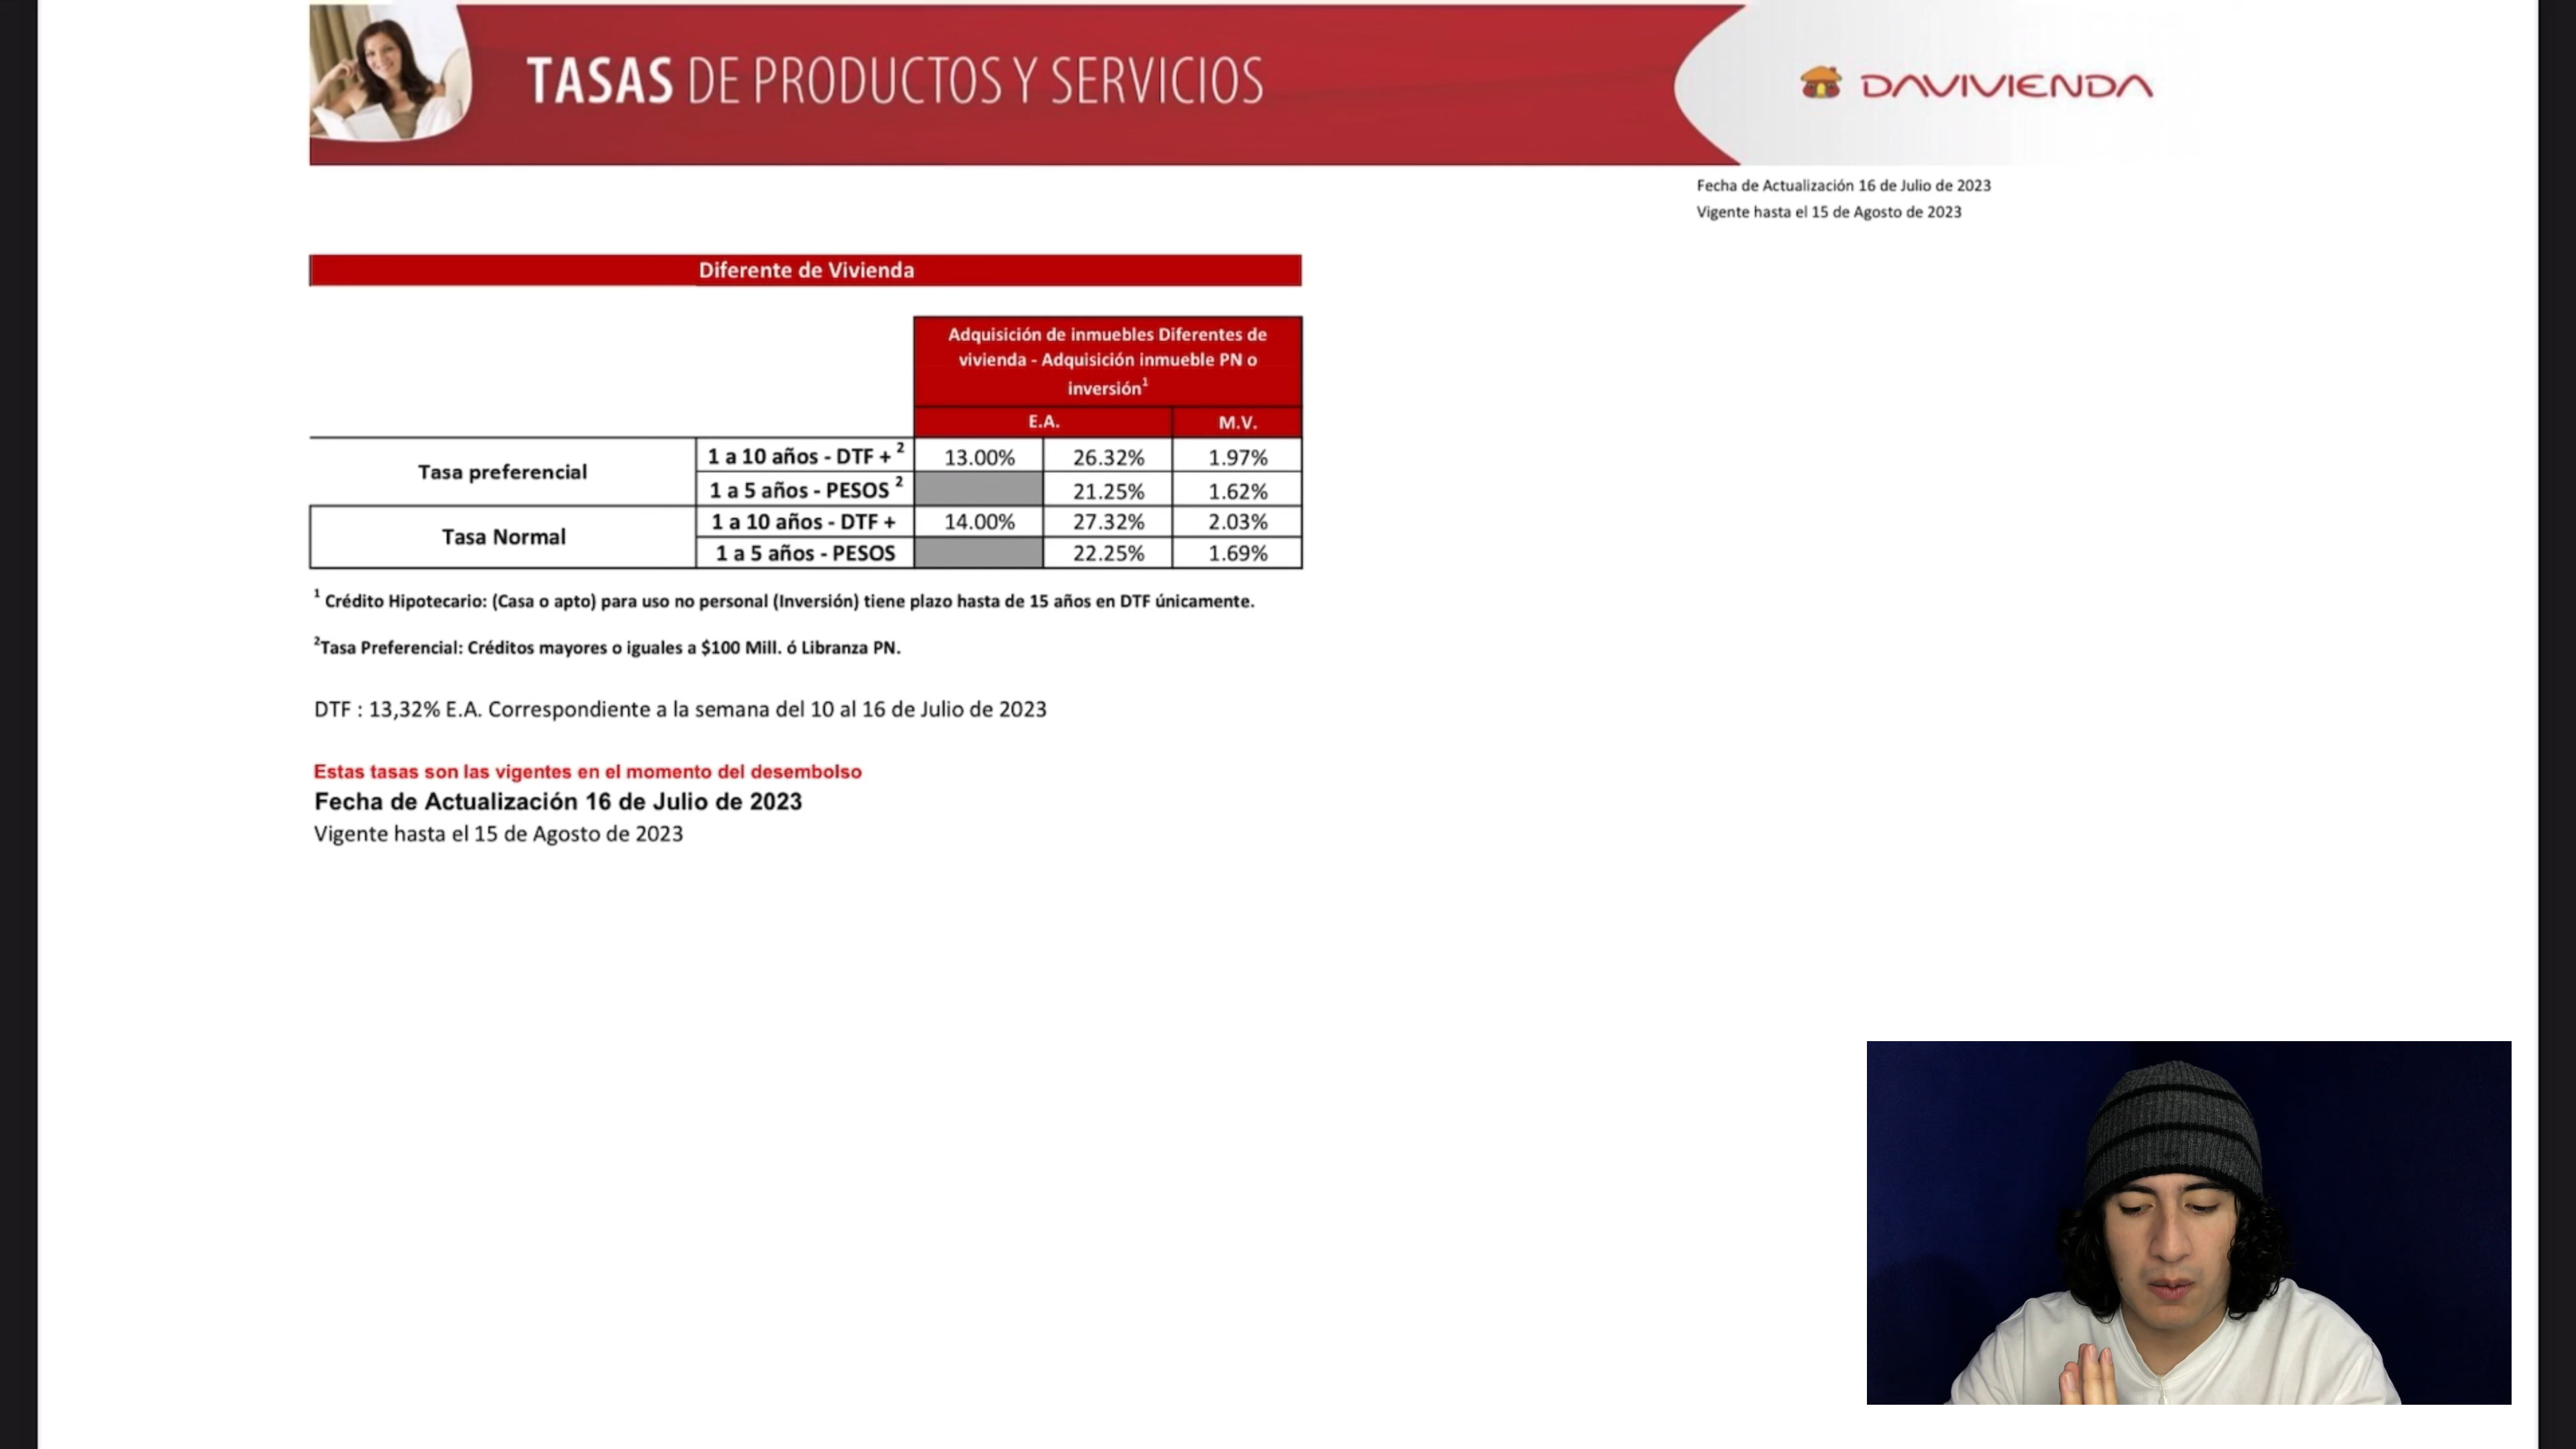 TASAS DE PRODUCTOS Y SERVICIOS
DAVIVIENDA
Fecha de Actualización 16 de Julio de 2023
Vigente hasta el 15 de Agosto de 2023
Diferente de Vivienda
Adquisición de inmuebles Diferentes de
vivienda - Adquisición inmueble PN o
inversión¹
E.A. M.V.
Tasa preferencial
1 a 10 años - DTF + ² 13.00% 26.32% 1.97%
1 a 5 años - PESOS ² 21.25% 1.62%
Tasa Normal
1 a 10 años - DTF + 14.00% 27.32% 2.03%
1 a 5 años - PESOS 22.25% 1.69%
¹ Crédito Hipotecario: (Casa o apto) para uso no personal (Inversión) tiene plazo hasta de 15 años en DTF únicamente.
²Tasa Preferencial: Créditos mayores o iguales a $100 Mill. ó Libranza PN.
DTF : 13,32% E.A. Correspondiente a la semana del 10 al 16 de Julio de 2023
Estas tasas son las vigentes en el momento del desembolso
Fecha de Actualización 16 de Julio de 2023
Vigente hasta el 15 de Agosto de 2023